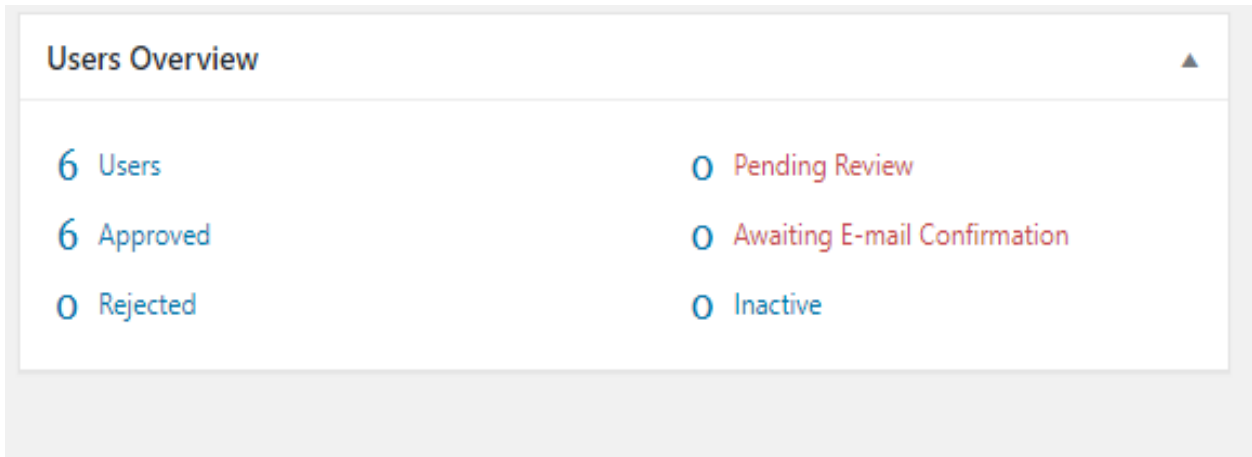 Users Overview
6 Users
0 Pending Review
6 Approved
0 Awaiting E-mail Confirmation
0 Rejected
0 Inactive